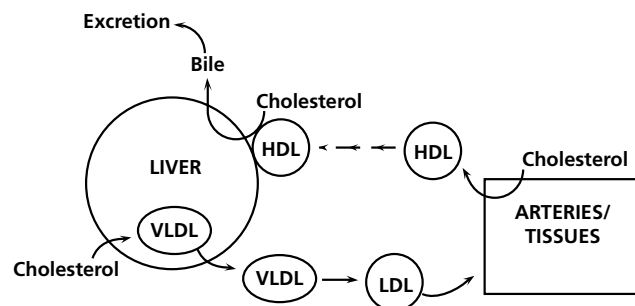 Excretion
Bile
Cholesterol
HDL
HDL
Cholesterol
LIVER
ARTERIES/
TISSUES
VLDL
Cholesterol
VLDL
LDL